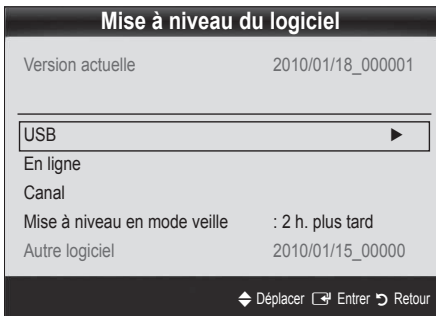 Mise à niveau du logiciel
Version actuelle 2010/01/18_000001
USB ►
En ligne
Canal
Mise à niveau en mode veille : 2 h. plus tard
Autre logiciel 2010/01/15_00000
Déplacer Entrer Retour